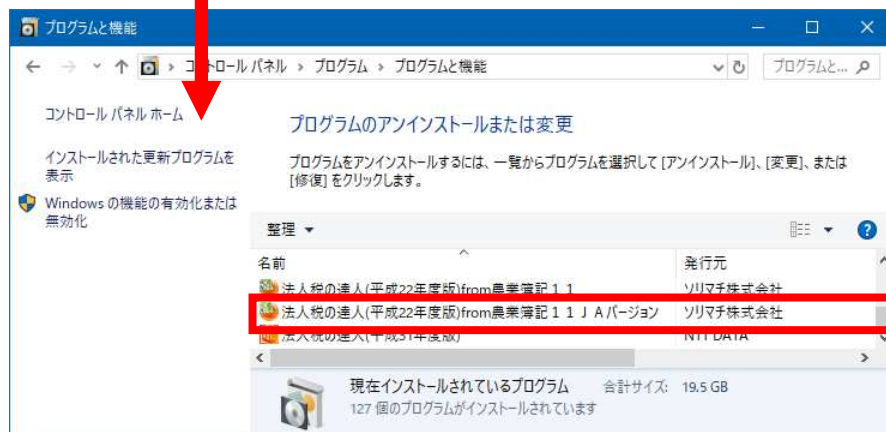 プログラムと機能
コントロール パネル › プログラム › プログラムと機能
プログラムと...
コントロール パネル ホーム
プログラムのアンインストールまたは変更
インストールされた更新プログラムを
表示
プログラムをアンインストールするには、一覧からプログラムを選択して [アンインストール]、[変更]、または
[修復] をクリックします。
Windows の機能の有効化または
無効化
整理
名前 発行元
法人税の達人(平成22年度版)from農業簿記11 ソリマチ株式会社
法人税の達人(平成22年度版)from農業簿記11JAバージョン ソリマチ株式会社
法人税の達人(平成31年度版) NTT DATA
現在インストールされているプログラム 合計サイズ: 19.5 GB
127 個のプログラムがインストールされています